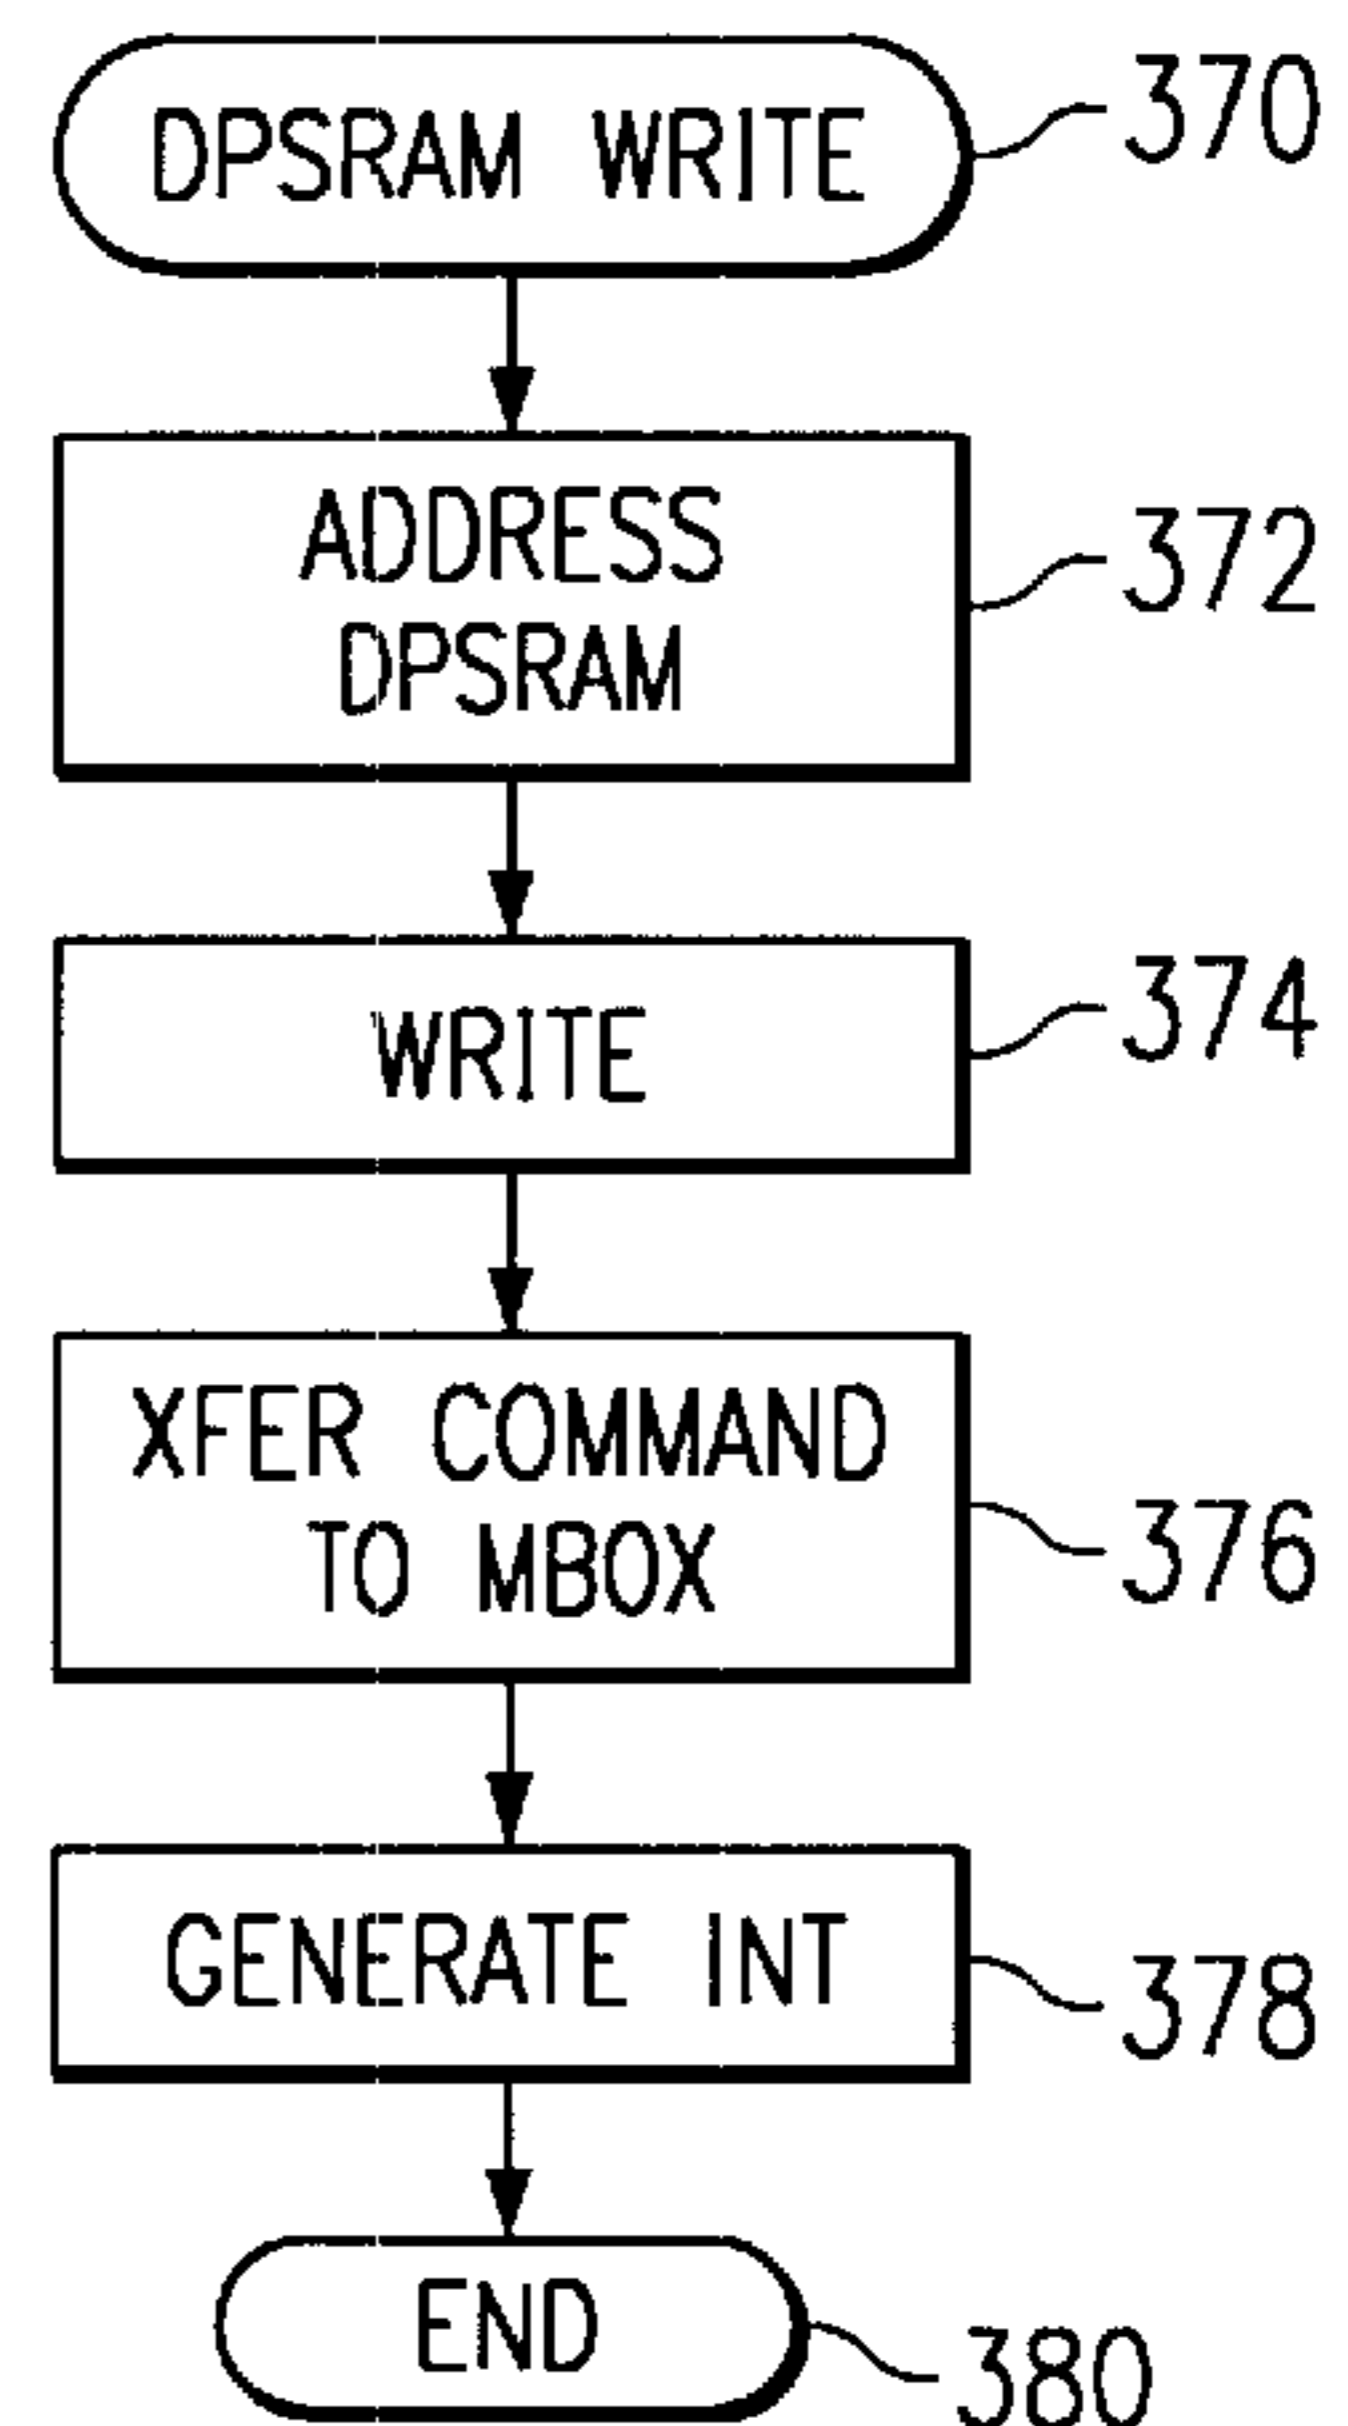 DPSRAM WRITE
370
ADDRESS
DPSRAM
372
WRITE
374
XFER COMMAND
TO MBOX
376
GENERATE INT
378
END
380